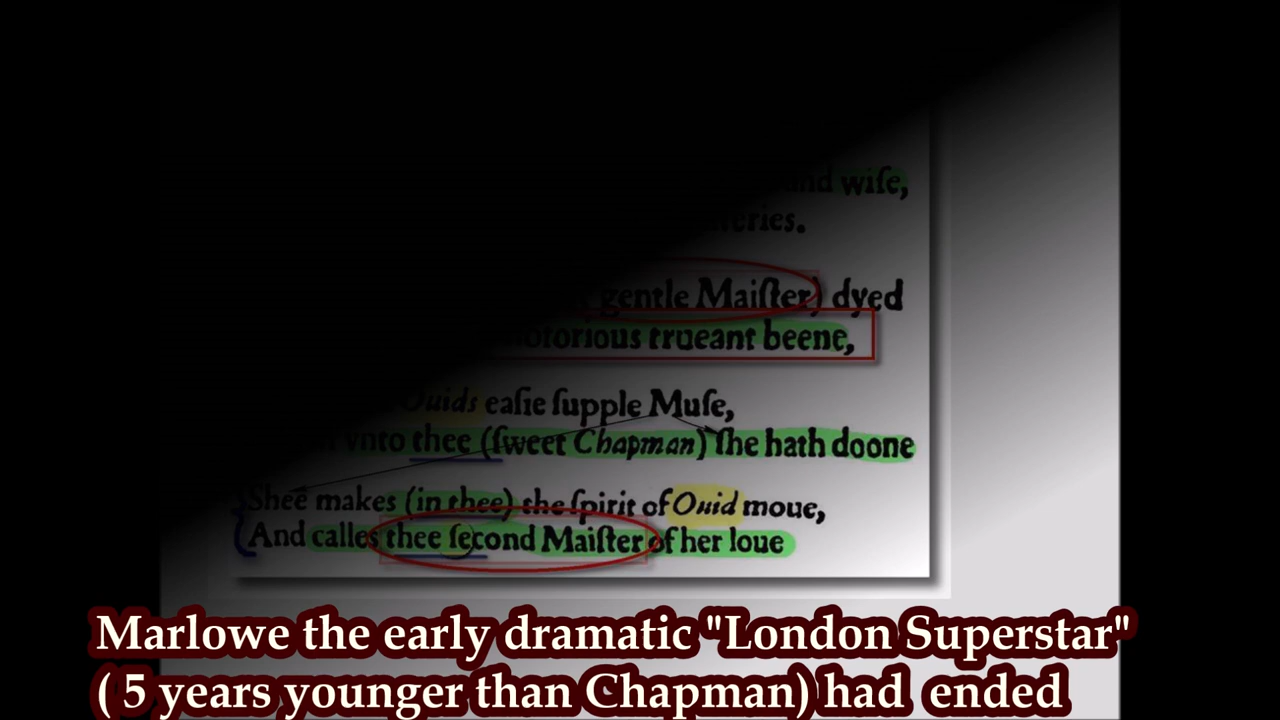 and wiſe,
gentle Maiſter) dyed
trueant beene,
Ouids eaſie ſupple Muſe,
vnto thee (ſweet Chapman) ſhe hath doone
Shee makes (in thee) the ſpirit of Ouid moue,
And calles thee ſecond Maiſter of her loue
Marlowe the early dramatic "London Superstar"
( 5 years younger than Chapman) had ended